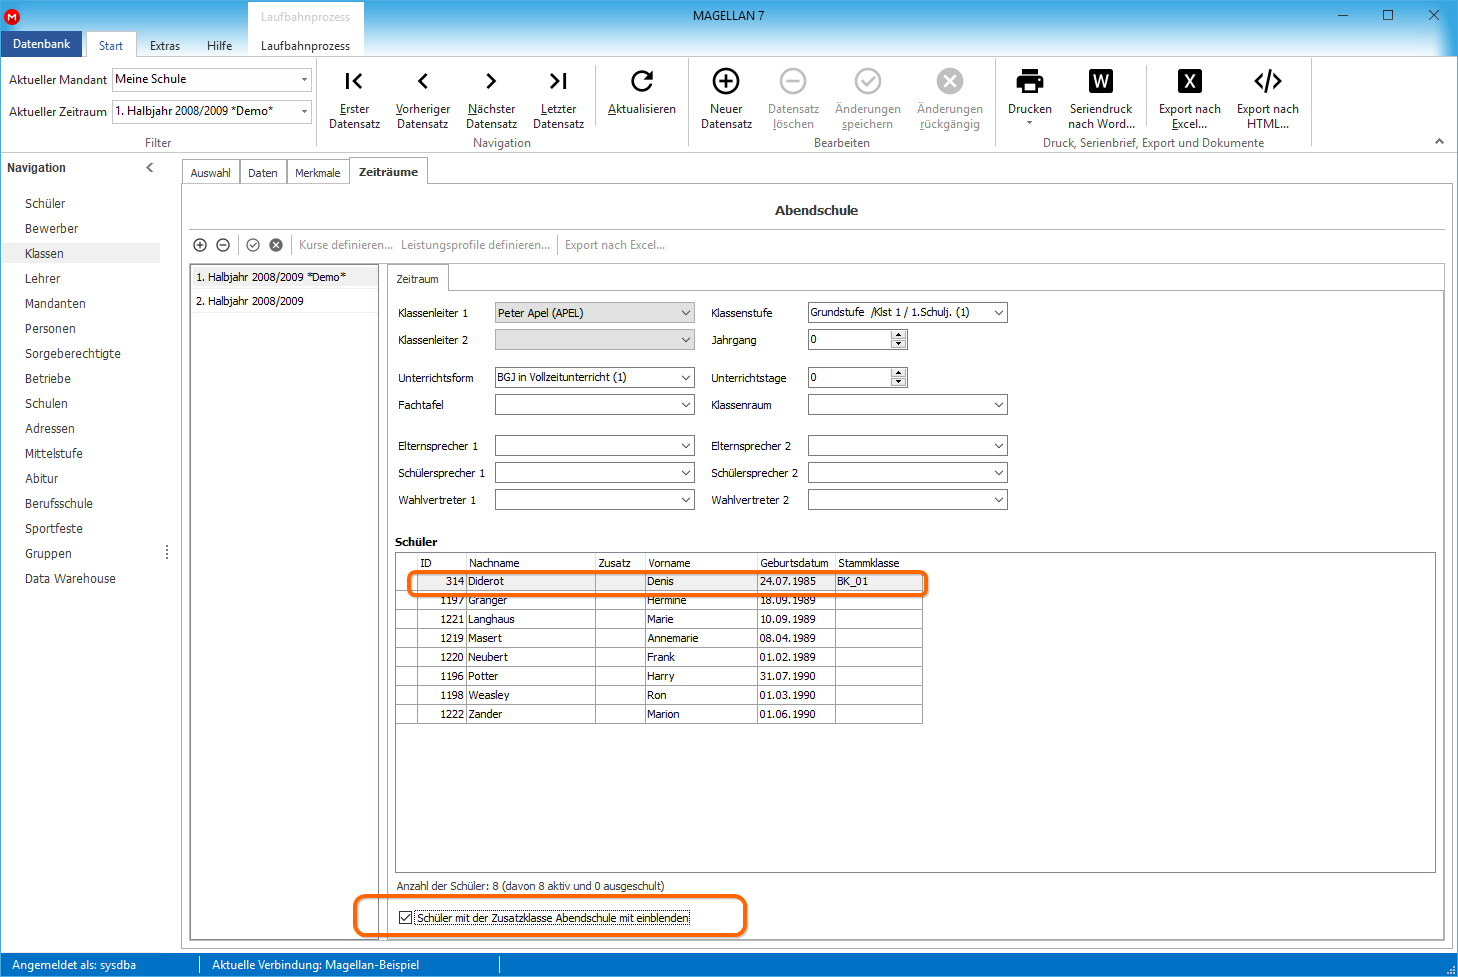 Laufbahnprozess
MAGELLAN 7
Datenbank
Start
Extras
Hilfe
Laufbahnprozess
Aktueller Mandant
Meine Schule
Aktueller Zeitraum
1. Halbjahr 2008/2009 *Demo*
Filter
Erster
Datensatz
Vorheriger
Datensatz
Nächster
Datensatz
Letzter
Datensatz
Aktualisieren
Navigation
Neuer
Datensatz
Datensatz
löschen
Änderungen
speichern
Änderungen
rückgängig
Bearbeiten
Drucken
Seriendruck
nach Word...
Export nach
Excel...
Export nach
HTML...
Druck, Serienbrief, Export und Dokumente
Navigation
Schüler
Bewerber
Klassen
Lehrer
Mandanten
Personen
Sorgeberechtigte
Betriebe
Schulen
Adressen
Mittelstufe
Abitur
Berufsschule
Sportfeste
Gruppen
Data Warehouse
Auswahl
Daten
Merkmale
Zeiträume
Abendschule
Kurse definieren...
Leistungsprofile definieren...
Export nach Excel...
1. Halbjahr 2008/2009 *Demo*
2. Halbjahr 2008/2009
Zeitraum
Klassenleiter 1 Peter Apel (APEL) Klassenstufe Grundstufe /Klst 1 / 1.Schulj. (1)
Klassenleiter 2 Jahrgang 0
Unterrichtsform BGJ in Vollzeitunterricht (1) Unterrichtstage 0
Fachtafel Klassenraum
Elternsprecher 1 Elternsprecher 2
Schülersprecher 1 Schülersprecher 2
Wahlvertreter 1 Wahlvertreter 2
Schüler
ID Nachname Zusatz Vorname Geburtsdatum Stammklasse
314 Diderot Denis 24.07.1985 BK_01
1197 Granger Hermine 18.09.1989
1221 Langhaus Marie 10.09.1989
1219 Masert Annemarie 08.04.1989
1220 Neubert Frank 01.02.1989
1196 Potter Harry 31.07.1990
1198 Weasley Ron 01.03.1990
1222 Zander Marion 01.06.1990
Anzahl der Schüler: 8 (davon 8 aktiv und 0 ausgeschult)
Schüler mit der Zusatzklasse Abendschule mit einblenden
Angemeldet als: sysdba
Aktuelle Verbindung: Magellan-Beispiel